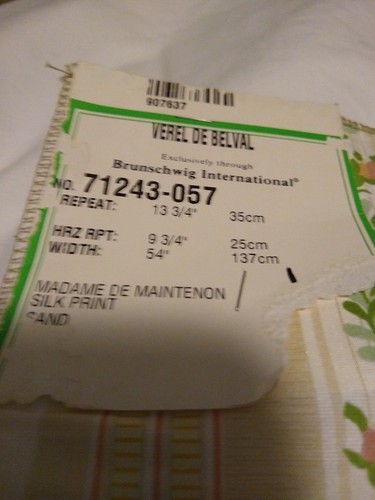 907637
VEREL DE BELVAL
Exclusively through
Brunschwig International®
NO. 71243-057
REPEAT: 13 3/4" 35cm
HRZ RPT: 9 3/4" 25cm
WIDTH: 54" 137cm
MADAME DE MAINTENON
SILK PRINT
SAND